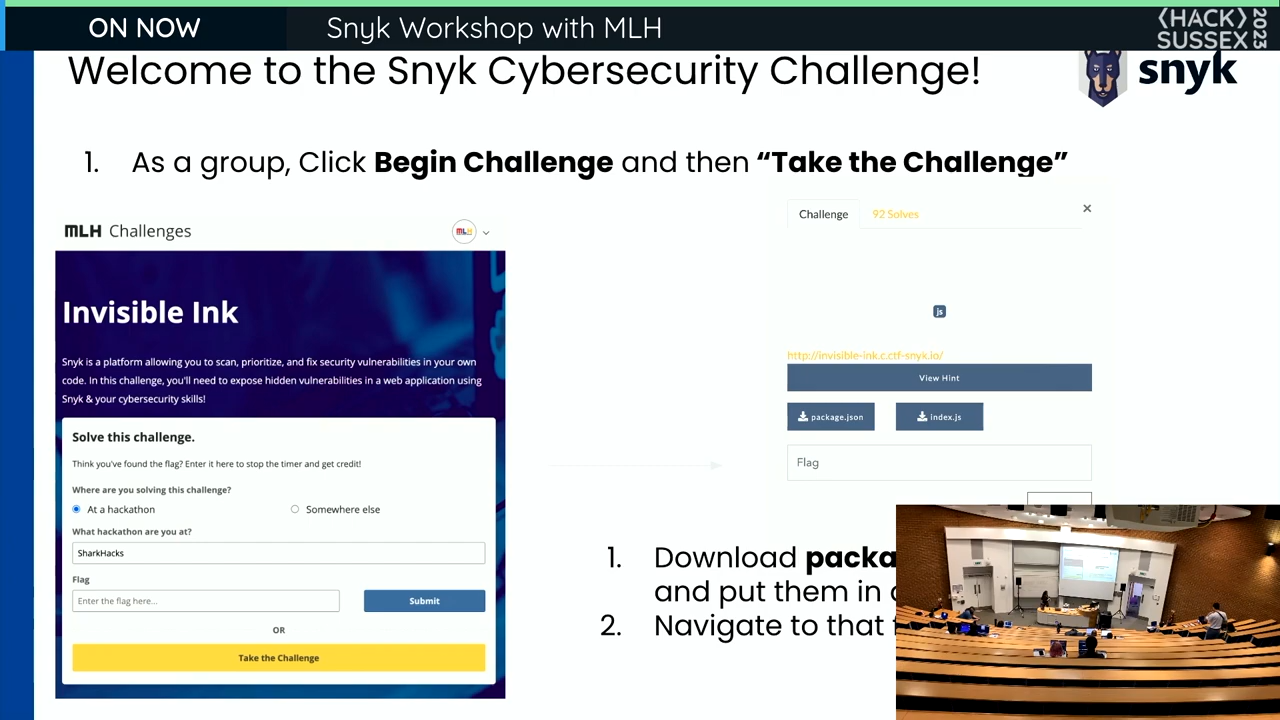 ON NOW
Snyk Workshop with MLH
{HACK}
SUSSEX
2023
Welcome to the Snyk Cybersecurity Challenge!
snyk
1. As a group, Click Begin Challenge and then “Take the Challenge”
MLH Challenges
MLH
Invisible Ink
Snyk is a platform allowing you to scan, prioritize, and fix security vulnerabilities in your own
code. In this challenge, you'll need to expose hidden vulnerabilities in a web application using
Snyk & your cybersecurity skills!
Solve this challenge.
Think you've found the flag? Enter it here to stop the timer and get credit!
Where are you solving this challenge?
At a hackathon
Somewhere else
What hackathon are you at?
SharkHacks
Flag
Enter the flag here...
Submit
OR
Take the Challenge
Challenge
92 Solves
×
js
http://invisible-ink.c.ctf-snyk.io/
View Hint
package.json
index.js
Flag
1. Download packa
and put them in
2. Navigate to that